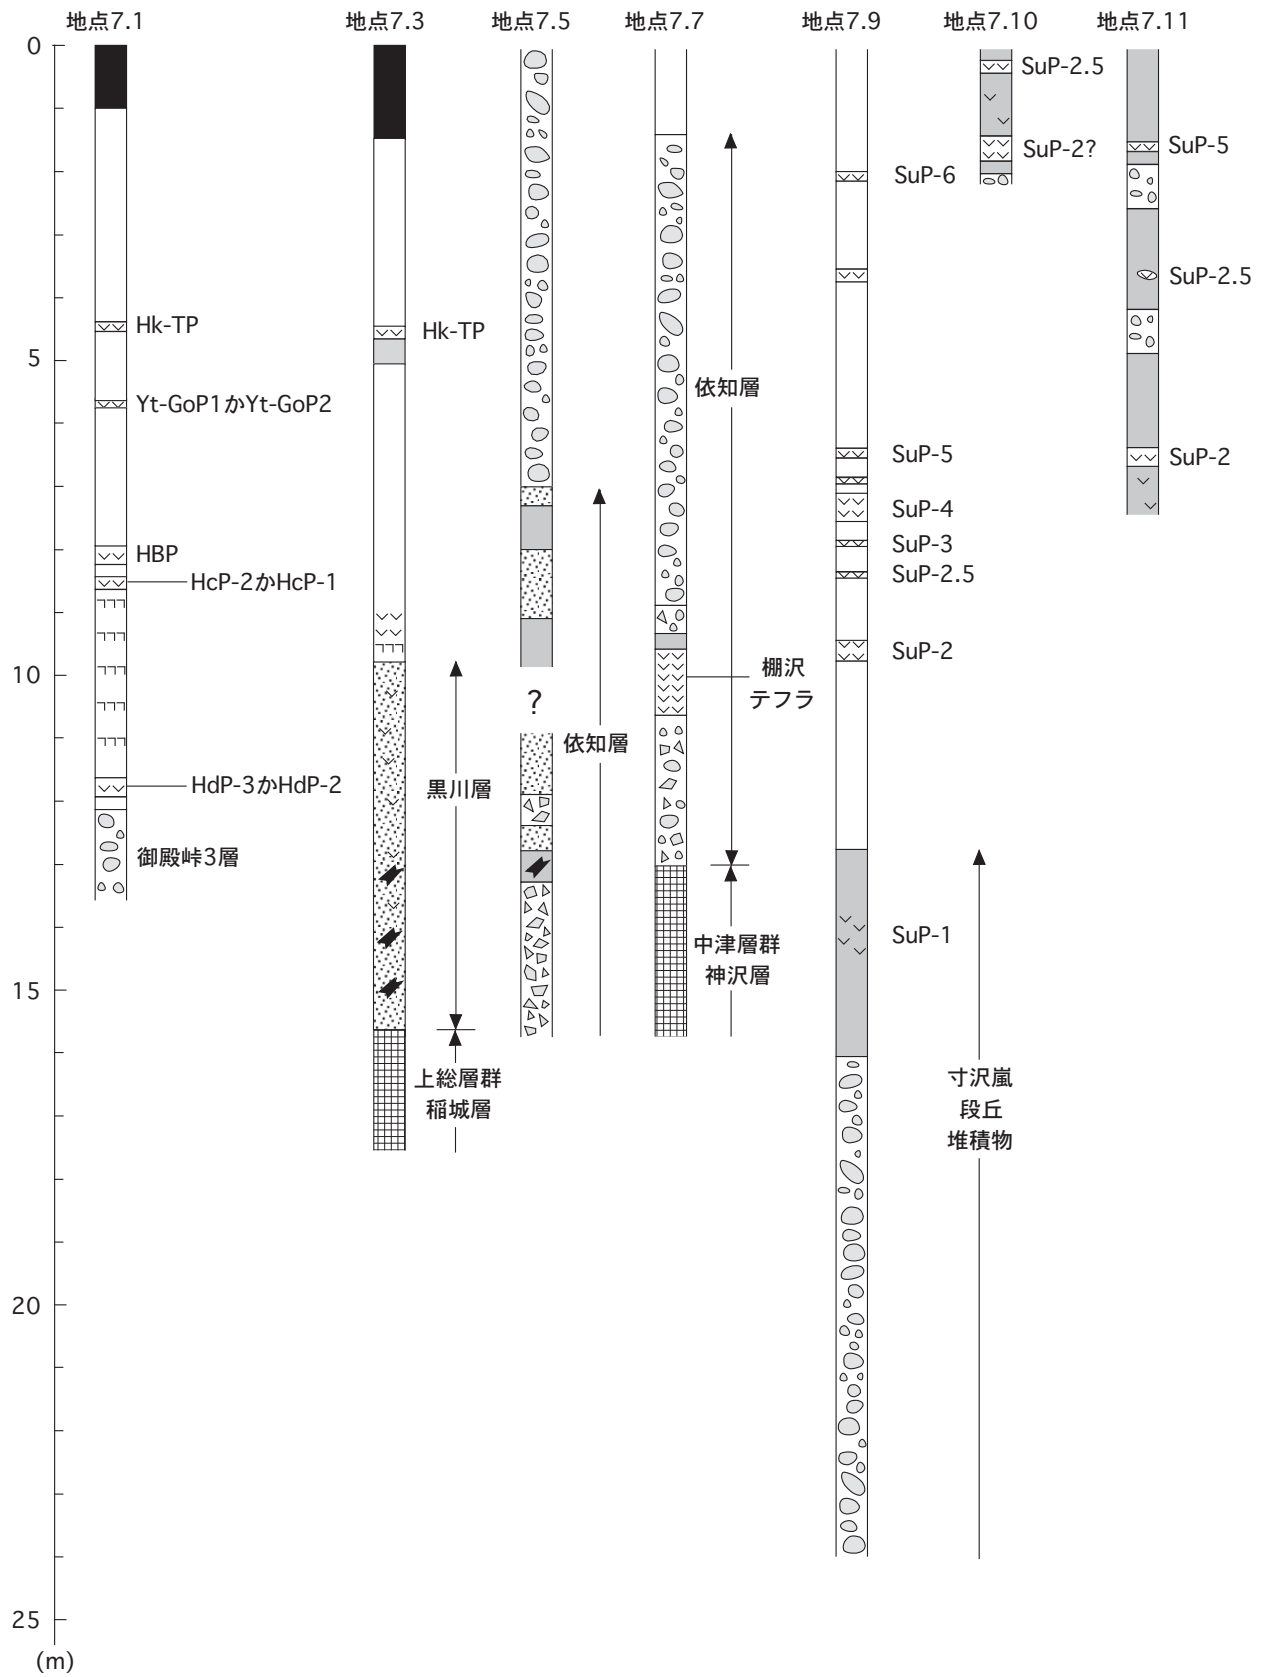 地点7.1
地点7.3
地点7.5
地点7.7
地点7.9
地点7.10
地点7.11
0
5
10
15
20
25
(m)
Hk-TP
Yt-GoP1かYt-GoP2
HBP
HcP-2かHcP-1
HdP-3かHdP-2
御殿峠3層
Hk-TP
黒川層
上総層群
稲城層
?
依知層
依知層
棚沢
テフラ
中津層群
神沢層
SuP-6
SuP-5
SuP-4
SuP-3
SuP-2.5
SuP-2
SuP-1
寸沢嵐
段丘
堆積物
SuP-2.5
SuP-2?
SuP-5
SuP-2.5
SuP-2